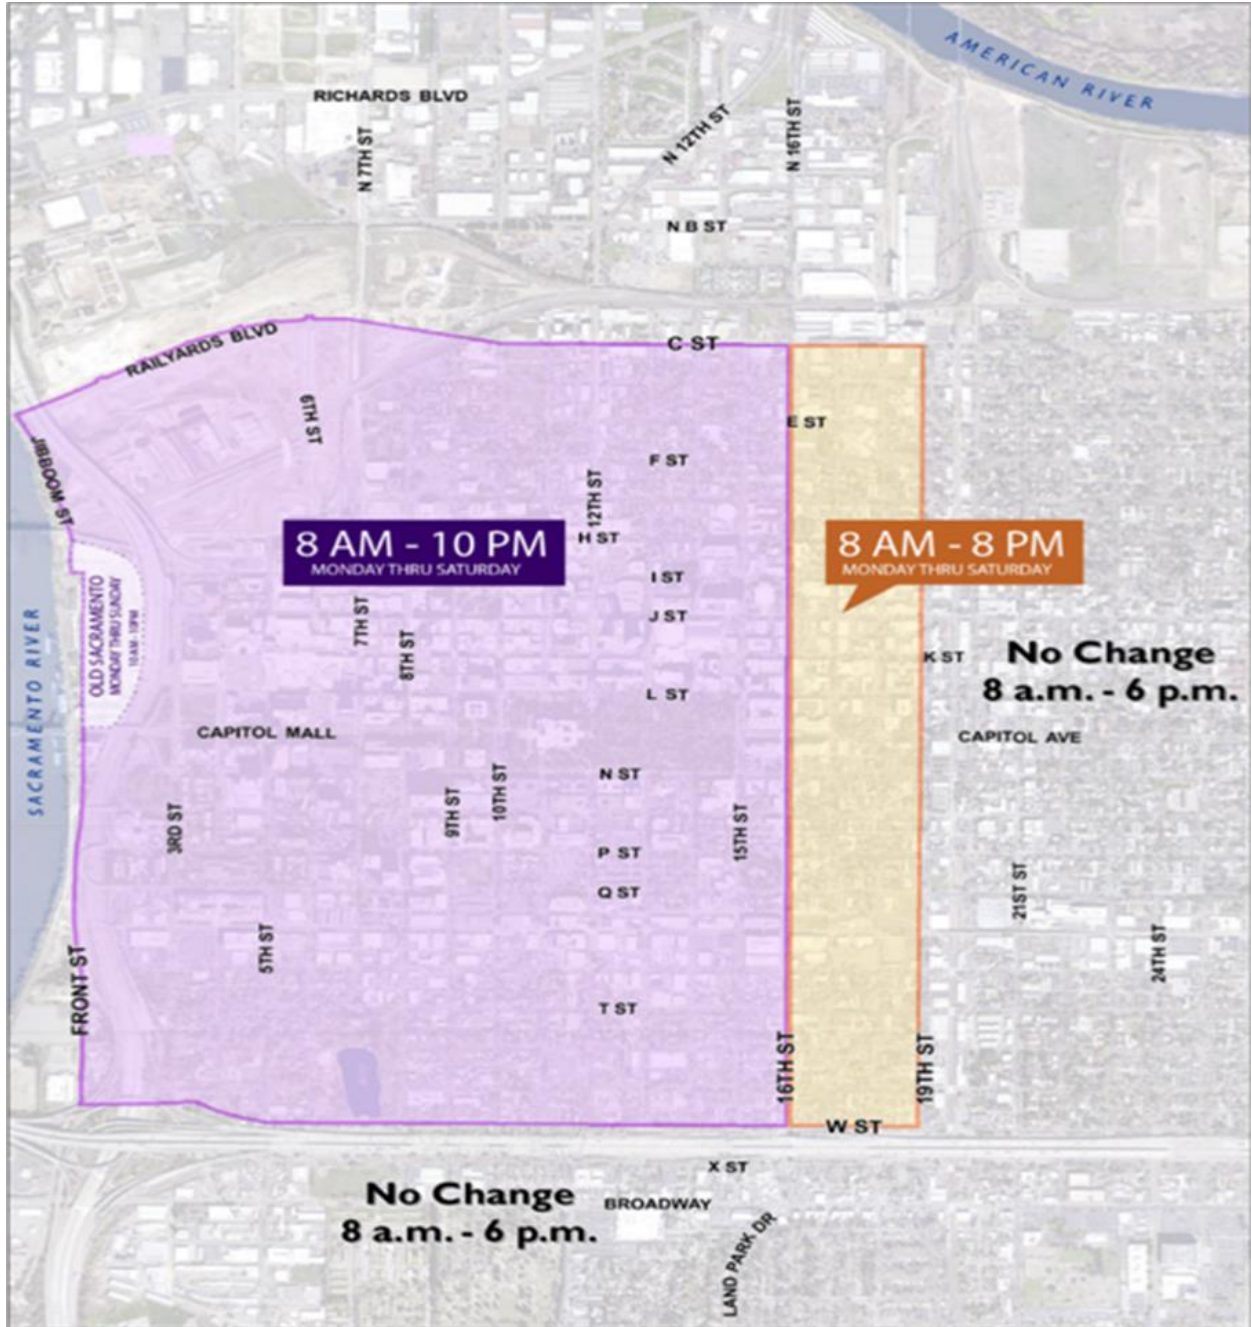 AMERICAN RIVER
RICHARDS BLVD
N 7TH ST
N 12TH ST
N 16TH ST
N B ST
RAILYARDS BLVD
C ST
6TH ST
E ST
JIBBOOM ST
F ST
12TH ST
8 AM - 10 PM
MONDAY THRU SATURDAY
H ST
8 AM - 8 PM
MONDAY THRU SATURDAY
I ST
OLD SACRAMENTO
MONDAY THRU SUNDAY
10 AM - 10PM
7TH ST
J ST
8TH ST
SACRAMENTO RIVER
K ST
No Change
8 a.m. - 6 p.m.
L ST
CAPITOL MALL
CAPITOL AVE
N ST
10TH ST
9TH ST
3RD ST
15TH ST
P ST
Q ST
21ST ST
5TH ST
24TH ST
FRONT ST
T ST
16TH ST
19TH ST
W ST
X ST
No Change
8 a.m. - 6 p.m.
BROADWAY
LAND PARK DR